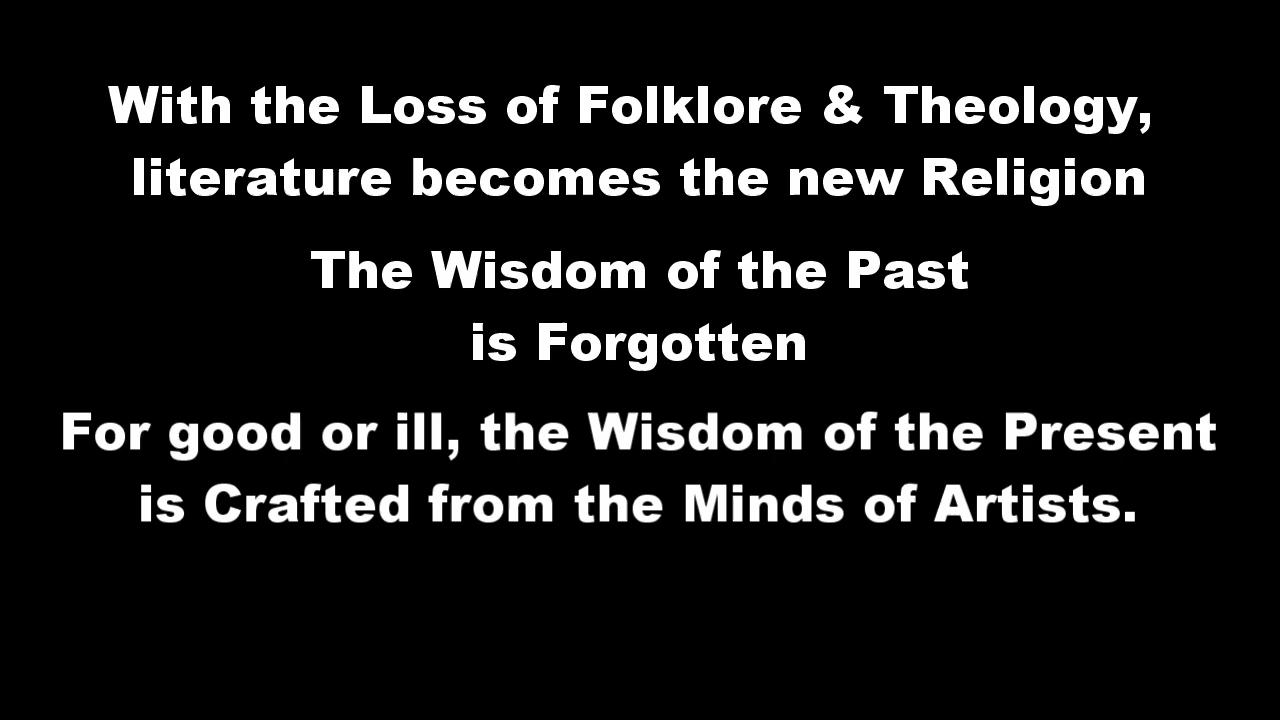 With the Loss of Folklore & Theology,
literature becomes the new Religion
The Wisdom of the Past
is Forgotten
For good or ill, the Wisdom of the Present
is Crafted from the Minds of Artists.